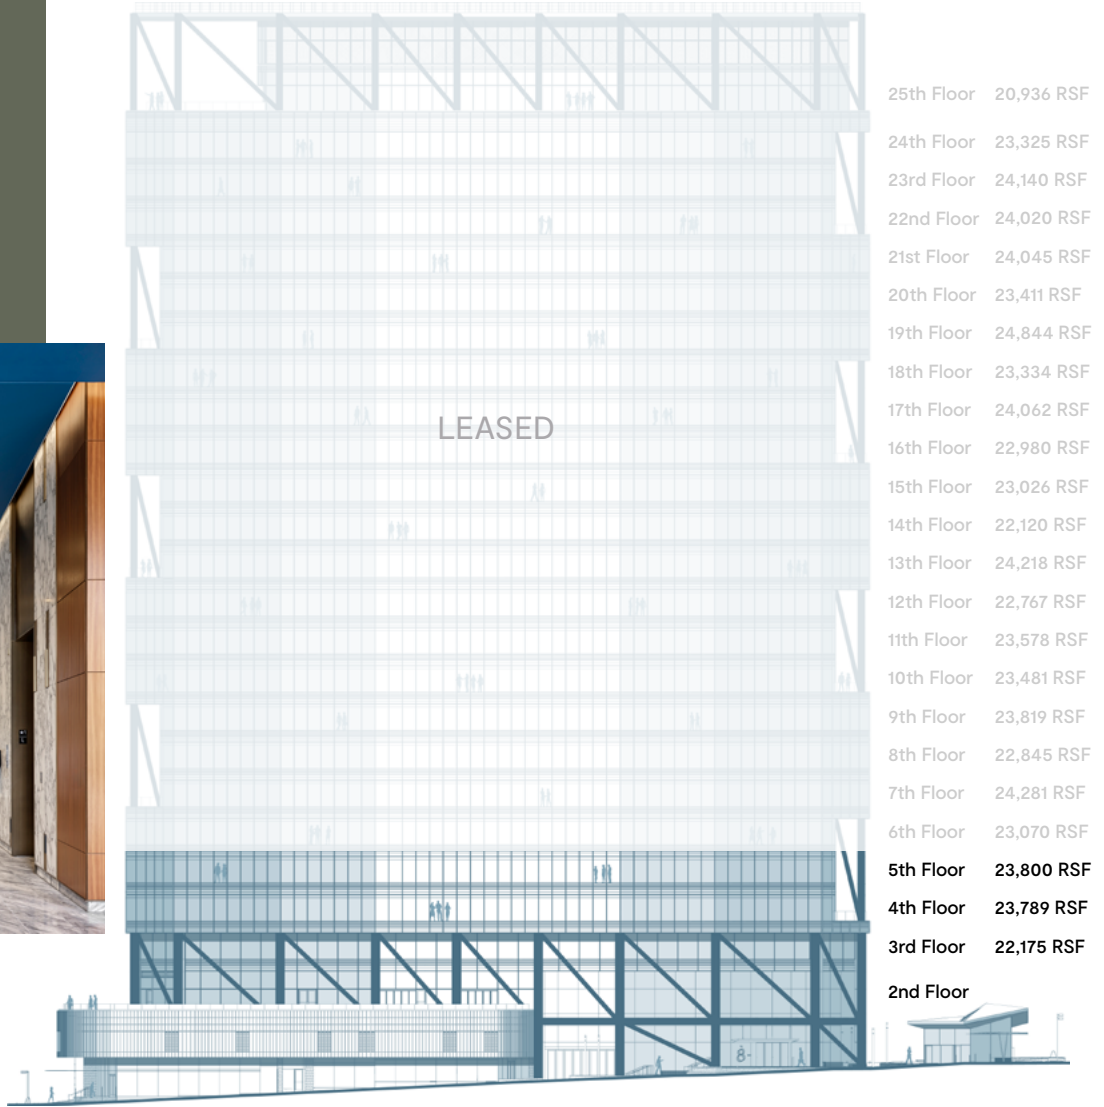 25th Floor 20,936 RSF
24th Floor 23,325 RSF
23rd Floor 24,140 RSF
22nd Floor 24,020 RSF
21st Floor 24,045 RSF
20th Floor 23,411 RSF
19th Floor 24,844 RSF
18th Floor 23,334 RSF
17th Floor 24,062 RSF
LEASED
16th Floor 22,980 RSF
15th Floor 23,026 RSF
14th Floor 22,120 RSF
13th Floor 24,218 RSF
12th Floor 22,767 RSF
11th Floor 23,578 RSF
10th Floor 23,481 RSF
9th Floor 23,819 RSF
8th Floor 22,845 RSF
7th Floor 24,281 RSF
6th Floor 23,070 RSF
5th Floor 23,800 RSF
4th Floor 23,789 RSF
3rd Floor 22,175 RSF
2nd Floor
8